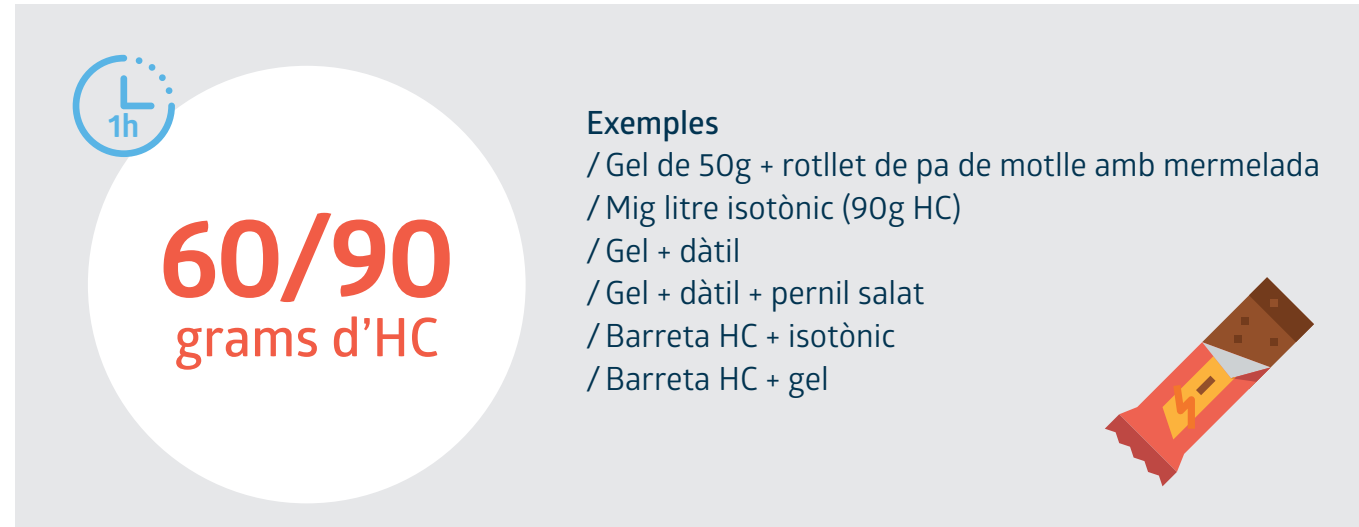 1h
60/90
grams d’HC
Exemples
/ Gel de 50g + rotllet de pa de motlle amb mermelada
/ Mig litre isotònic (90g HC)
/ Gel + dàtil
/ Gel + dàtil + pernil salat
/ Barreta HC + isotònic
/ Barreta HC + gel